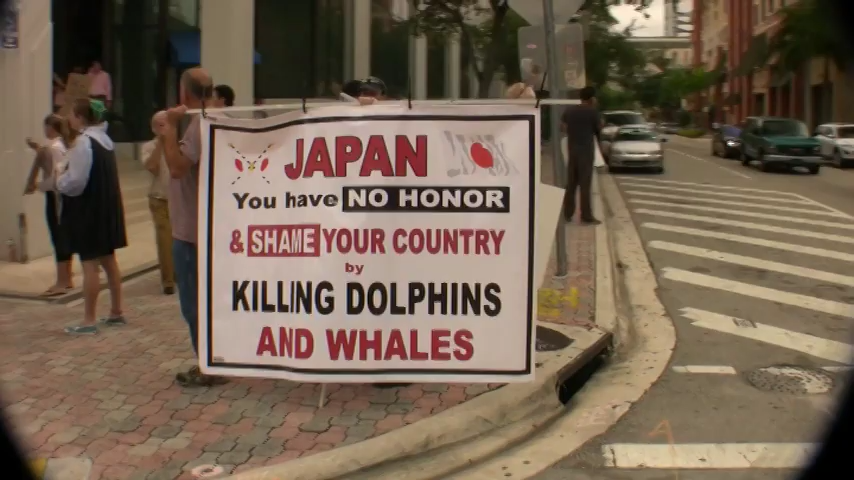 JAPAN
You have NO HONOR
& SHAME YOUR COUNTRY
by
KILLING DOLPHINS
AND WHALES